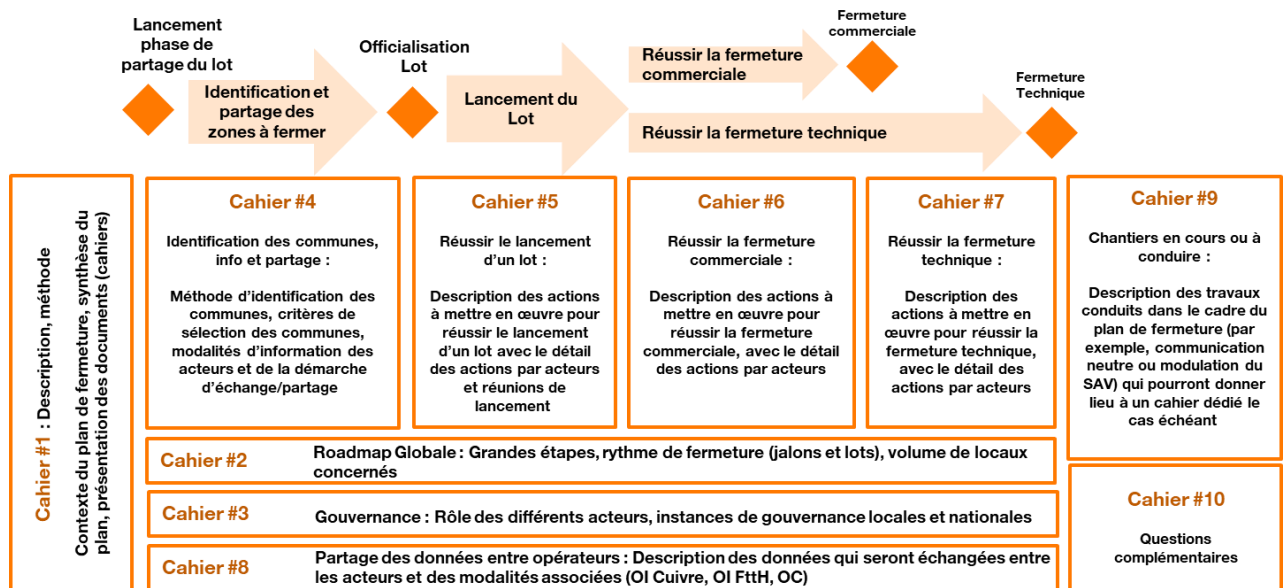 Lancement
phase de
partage du lot
Identification et
partage des
zones à fermer
Officialisation
Lot
Lancement du
Lot
Réussir la fermeture
commerciale
Fermeture
commerciale
Réussir la fermeture technique
Fermeture
Technique
Cahier #1 : Description, méthode
Contexte du plan de fermeture, synthèse du
plan, présentation des documents (cahiers)
Cahier #4
Identification des communes,
info et partage :
Méthode d'identification des
communes, critères de
sélection des communes,
modalités d'information des
acteurs et de la démarche
d'échange/partage
Cahier #5
Réussir le lancement
d'un lot :
Description des actions
à mettre en œuvre pour
réussir le lancement
d'un lot avec le détail
des actions par acteurs
et réunions de
lancement
Cahier #6
Réussir la fermeture
commerciale :
Description des actions à
mettre en œuvre pour
réussir la fermeture
commerciale, avec le détail
des actions par acteurs
Cahier #7
Réussir la fermeture
technique :
Description des
actions à mettre en
œuvre pour réussir la
fermeture technique,
avec le détail des
actions par acteurs
Cahier #9
Chantiers en cours ou à
conduire :
Description des travaux
conduits dans le cadre du
plan de fermeture (par
exemple, communication
neutre ou modulation du
SAV) qui pourront donner
lieu à un cahier dédié le
cas échéant
Cahier #2
Roadmap Globale : Grandes étapes, rythme de fermeture (jalons et lots), volume de locaux
concernés
Cahier #3
Gouvernance : Rôle des différents acteurs, instances de gouvernance locales et nationales
Cahier #8
Partage des données entre opérateurs : Description des données qui seront échangées entre
les acteurs et des modalités associées (OI Cuivre, OI FttH, OC)
Cahier #10
Questions
complémentaires